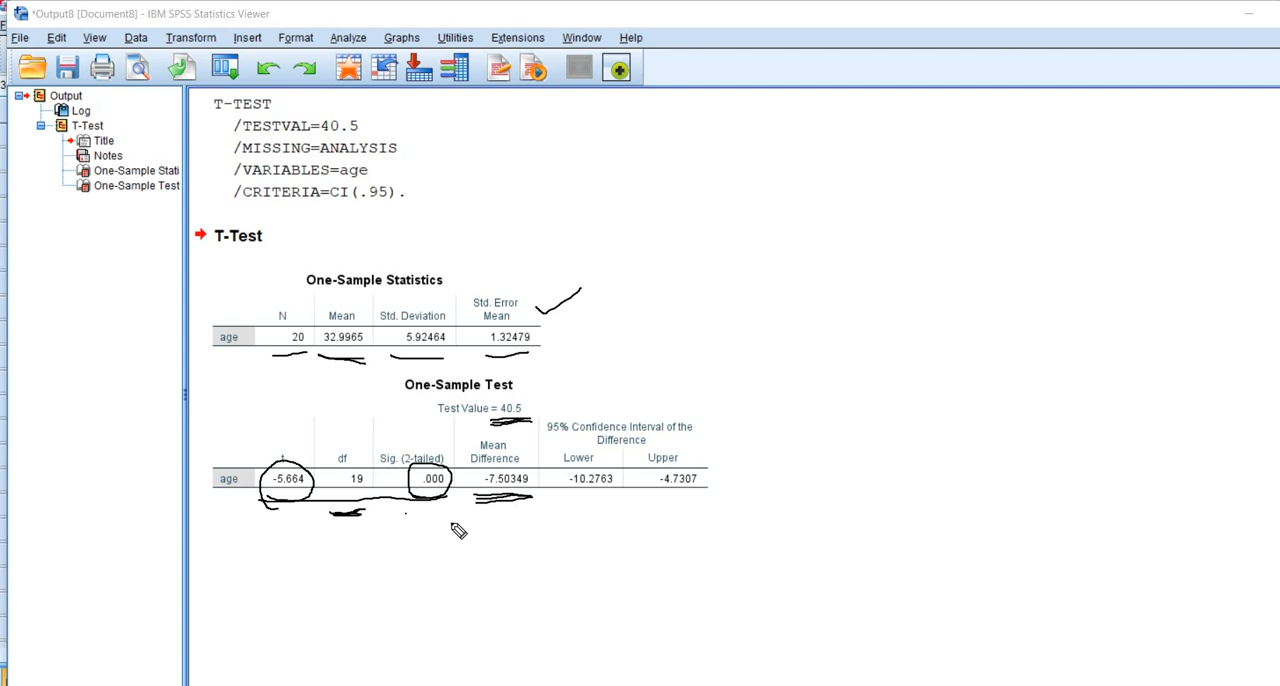 *Output8 [Document8] - IBM SPSS Statistics Viewer
File Edit View Data Transform Insert Format Analyze Graphs Utilities Extensions Window Help
Output
Log
T-Test
Title
Notes
One-Sample Stati
One-Sample Test
T-TEST
/TESTVAL=40.5
/MISSING=ANALYSIS
/VARIABLES=age
/CRITERIA=CI(.95).
T-Test
One-Sample Statistics
N Mean Std. Deviation Std. Error Mean
age 20 32.9965 5.92464 1.32479
One-Sample Test
Test Value = 40.5
95% Confidence Interval of the Difference
t df Sig. (2-tailed) Mean Difference Lower Upper
age -5.664 19 .000 -7.50349 -10.2763 -4.7307